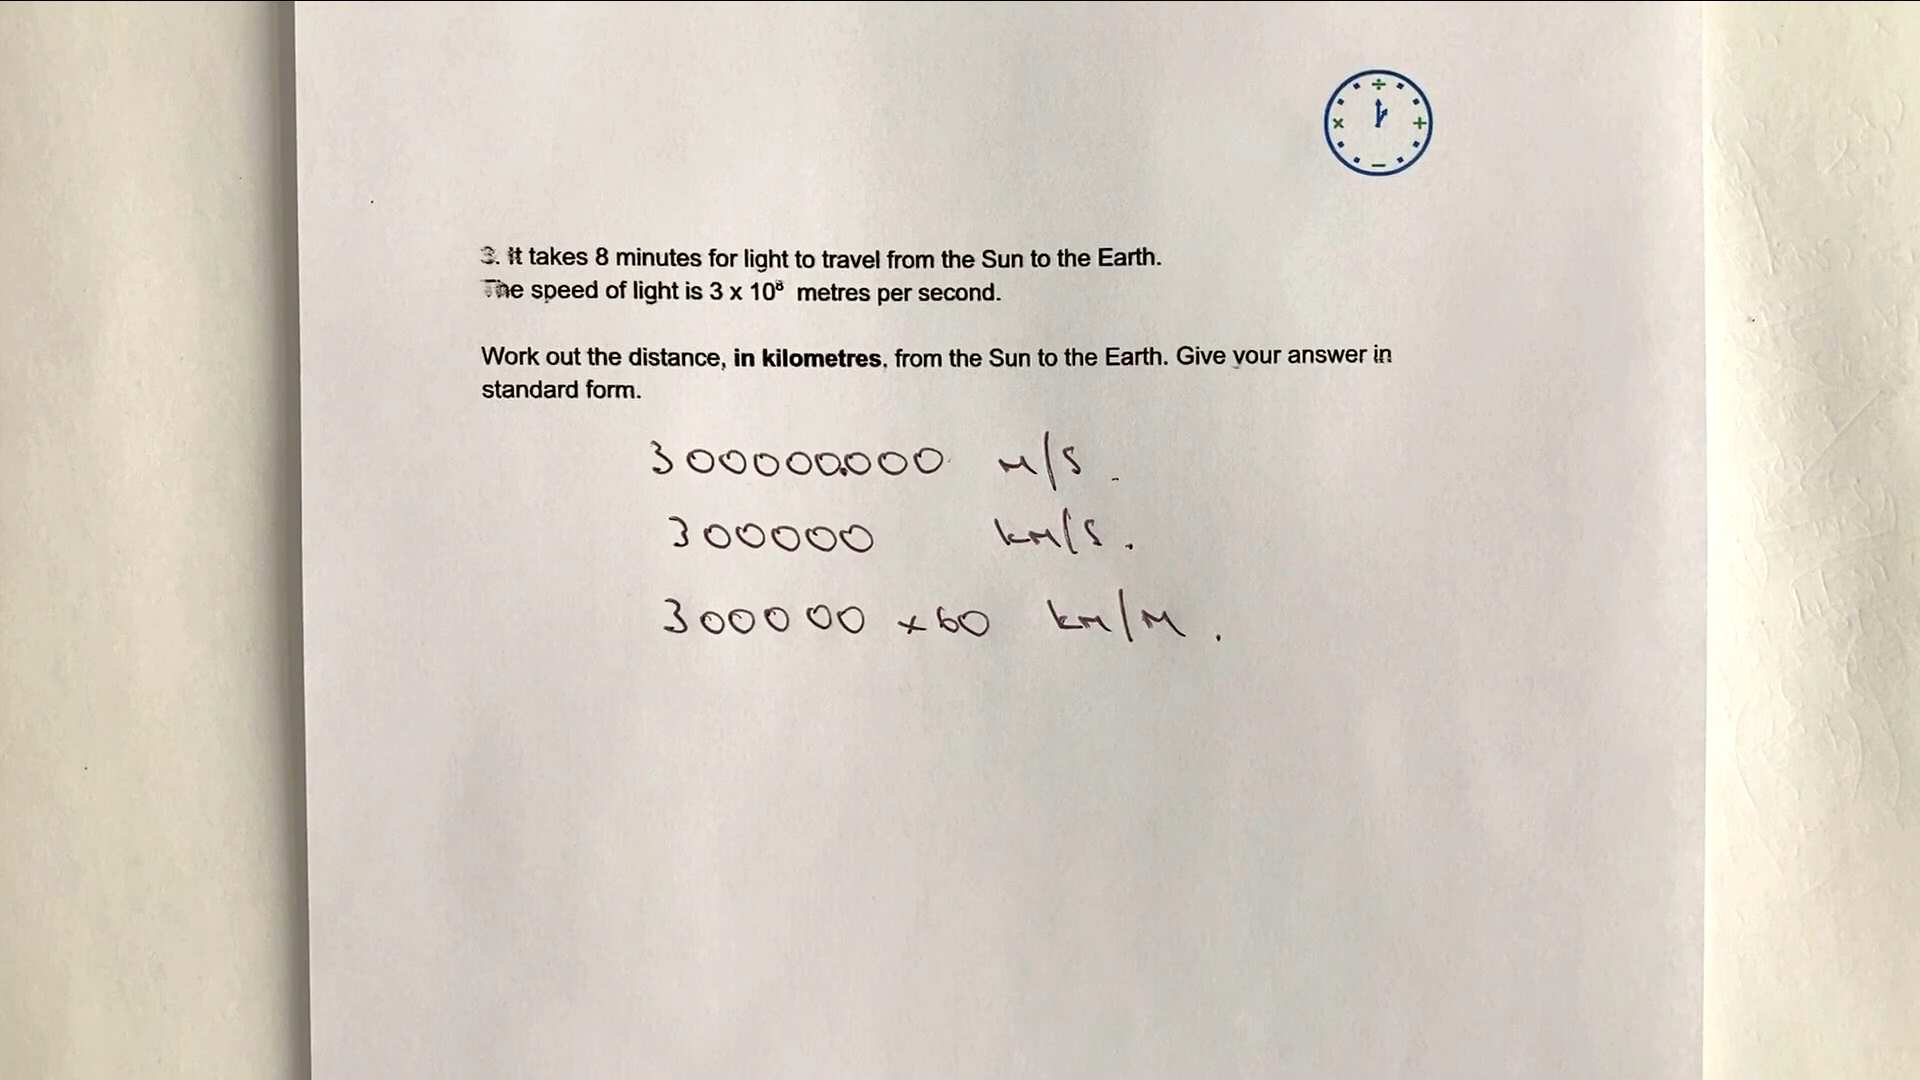 3. It takes 8 minutes for light to travel from the Sun to the Earth.
The speed of light is 3 x 10⁸ metres per second.
Work out the distance, in kilometres, from the Sun to the Earth. Give your answer in
standard form.
300000,000 m/s.
300000 km/s.
300000 x 60 km/m.